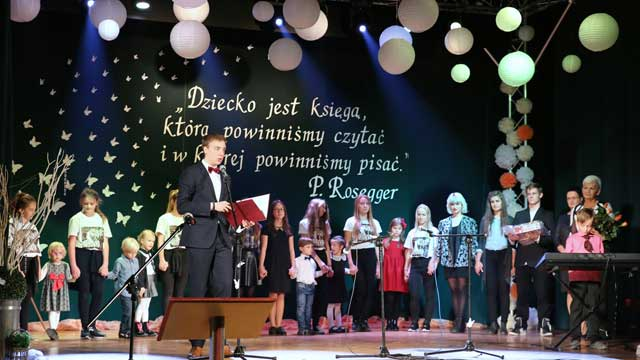 „Dziecko jest księgą,
którą powinniśmy czytać
i w której powinniśmy pisać."
P. Rosegger